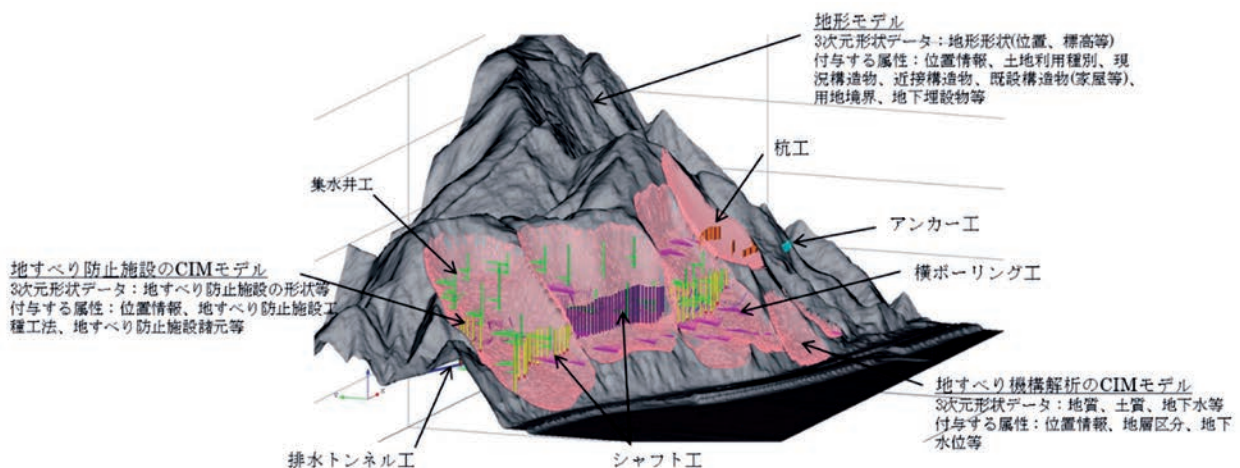 地形モデル
3次元形状データ：地形形状(位置、標高等)
付与する属性：位置情報、土地利用種別、現
況構造物、近接構造物、既設構造物(家屋等)、
用地境界、地下埋設物等
杭工
集水井工
アンカー工
地すべり防止施設のCIMモデル
3次元形状データ：地すべり防止施設の形状等
付与する属性：位置情報、地すべり防止施設工
種工法、地すべり防止施設諸元等
横ボーリング工
地すべり機構解析のCIMモデル
3次元形状データ：地質、土質、地下水等
付与する属性：位置情報、地層区分、地下
水位等
排水トンネル工
シャフト工